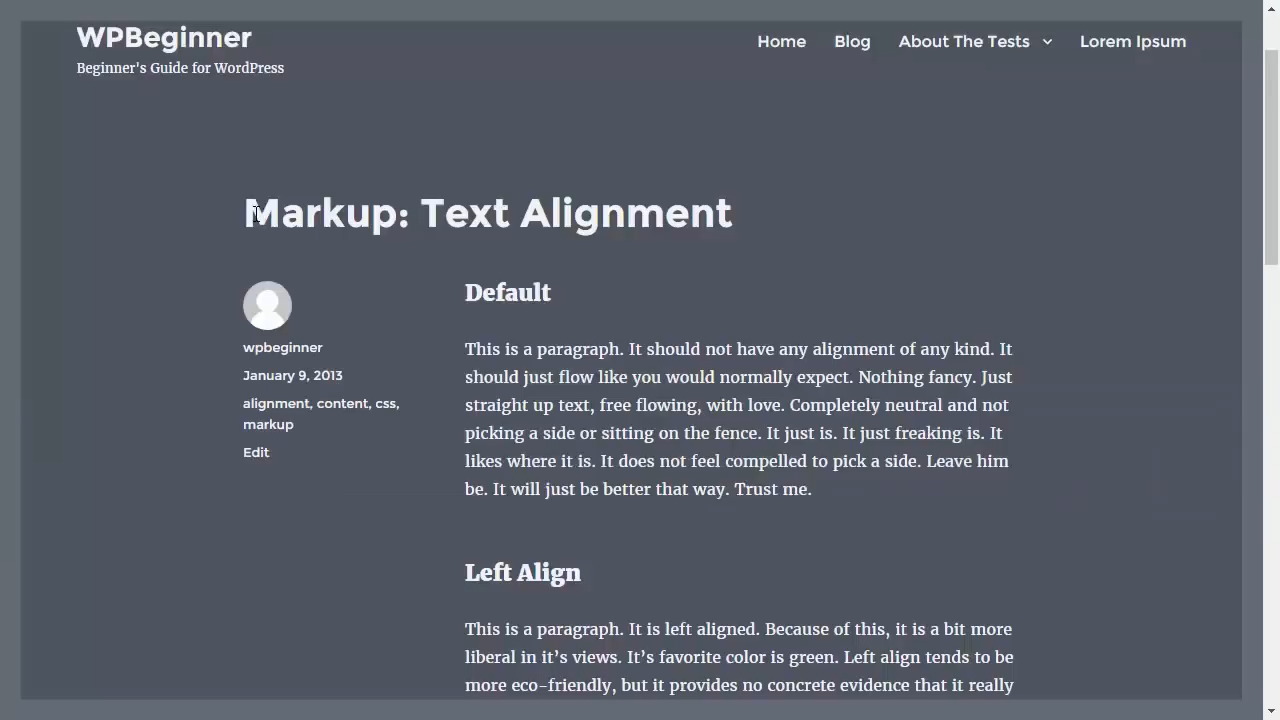 WPBeginner
Beginner's Guide for WordPress
Home Blog About The Tests Lorem Ipsum
Markup: Text Alignment
wpbeginner
January 9, 2013
alignment, content, css,
markup
Edit
Default
This is a paragraph. It should not have any alignment of any kind. It
should just flow like you would normally expect. Nothing fancy. Just
straight up text, free flowing, with love. Completely neutral and not
picking a side or sitting on the fence. It just is. It just freaking is. It
likes where it is. It does not feel compelled to pick a side. Leave him
be. It will just be better that way. Trust me.
Left Align
This is a paragraph. It is left aligned. Because of this, it is a bit more
liberal in it’s views. It’s favorite color is green. Left align tends to be
more eco-friendly, but it provides no concrete evidence that it really